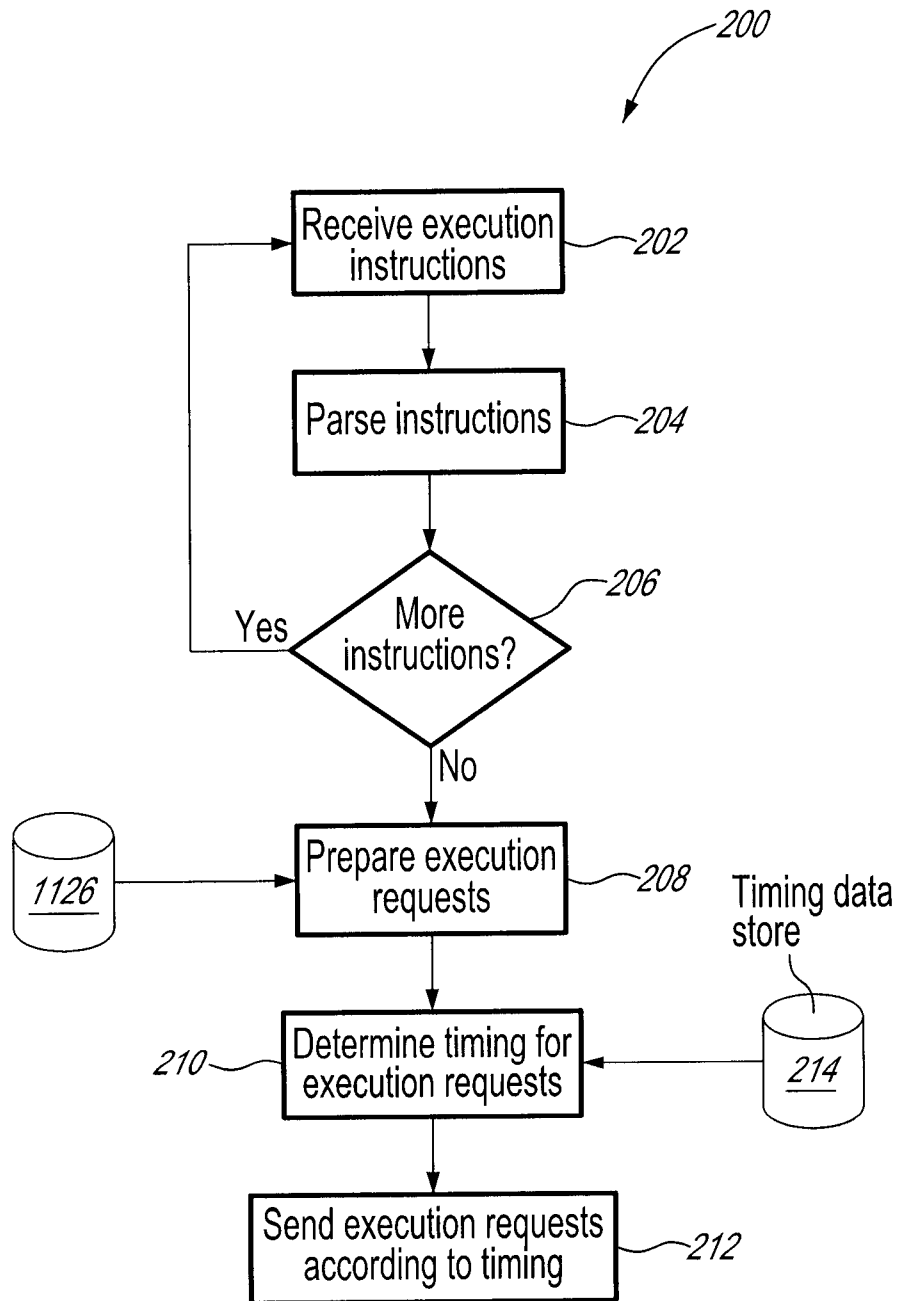 200
Receive execution
instructions
202
Parse instructions
204
206
More
instructions?
Yes
No
1126
Prepare execution
requests
208
Timing data
store
210
Determine timing for
execution requests
214
Send execution requests
according to timing
212